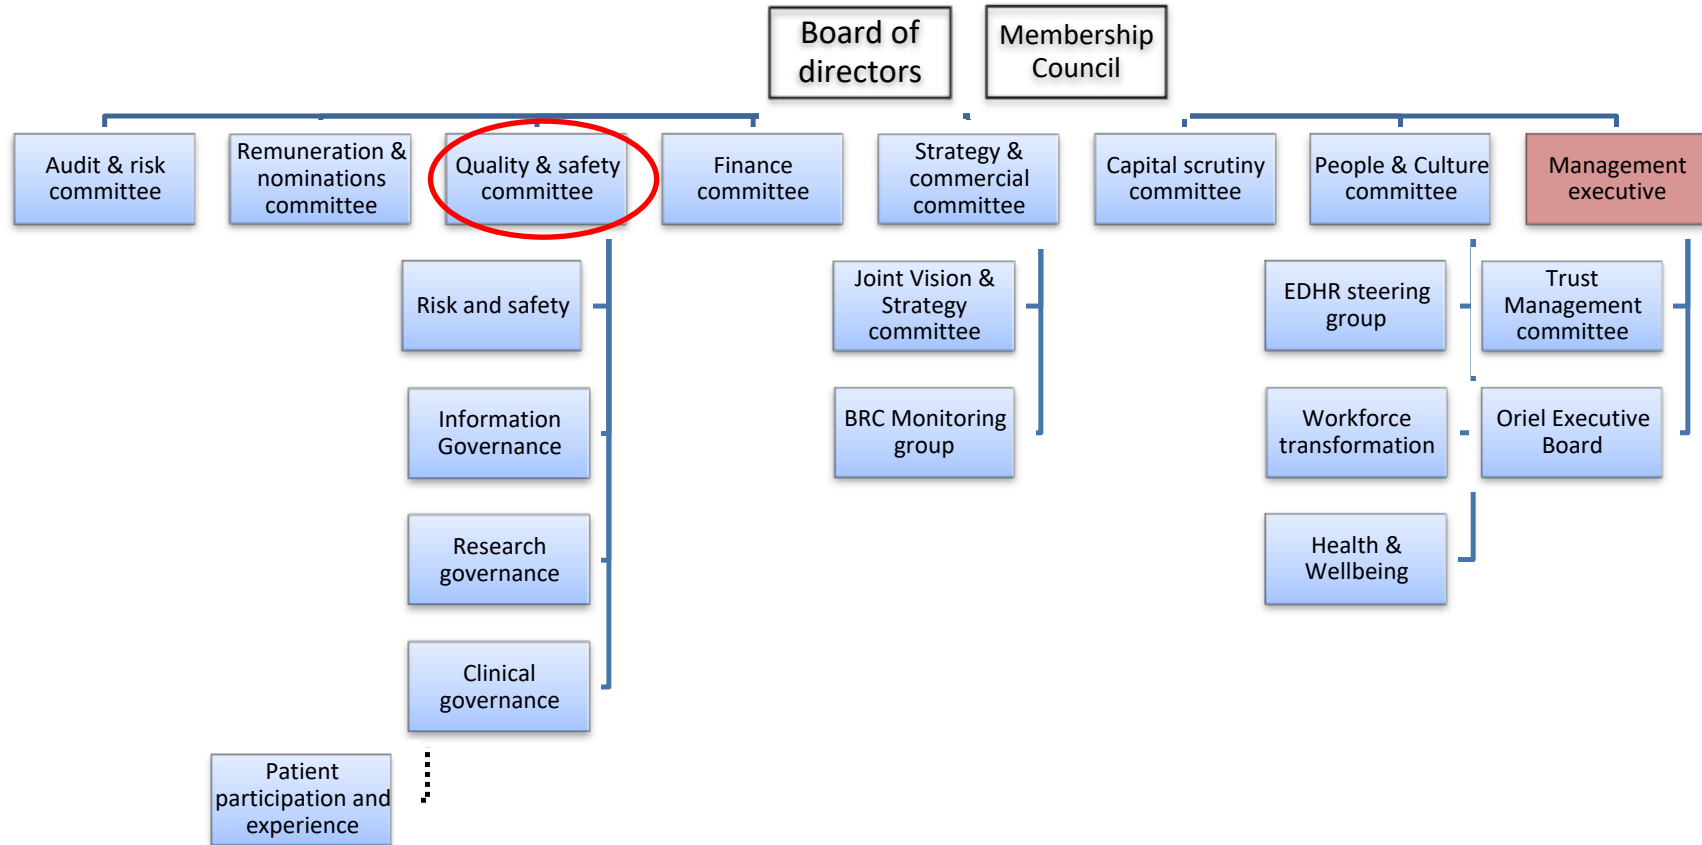 Board of
directors
Membership
Council
Audit & risk
committee
Remuneration &
nominations
committee
Quality & safety
committee
Finance
committee
Strategy &
commercial
committee
Capital scrutiny
committee
People & Culture
committee
Management
executive
Risk and safety
Joint Vision &
Strategy
committee
EDHR steering
group
Trust
Management
committee
Information
Governance
BRC Monitoring
group
Workforce
transformation
Oriel Executive
Board
Research
governance
Health &
Wellbeing
Clinical
governance
Patient
participation and
experience